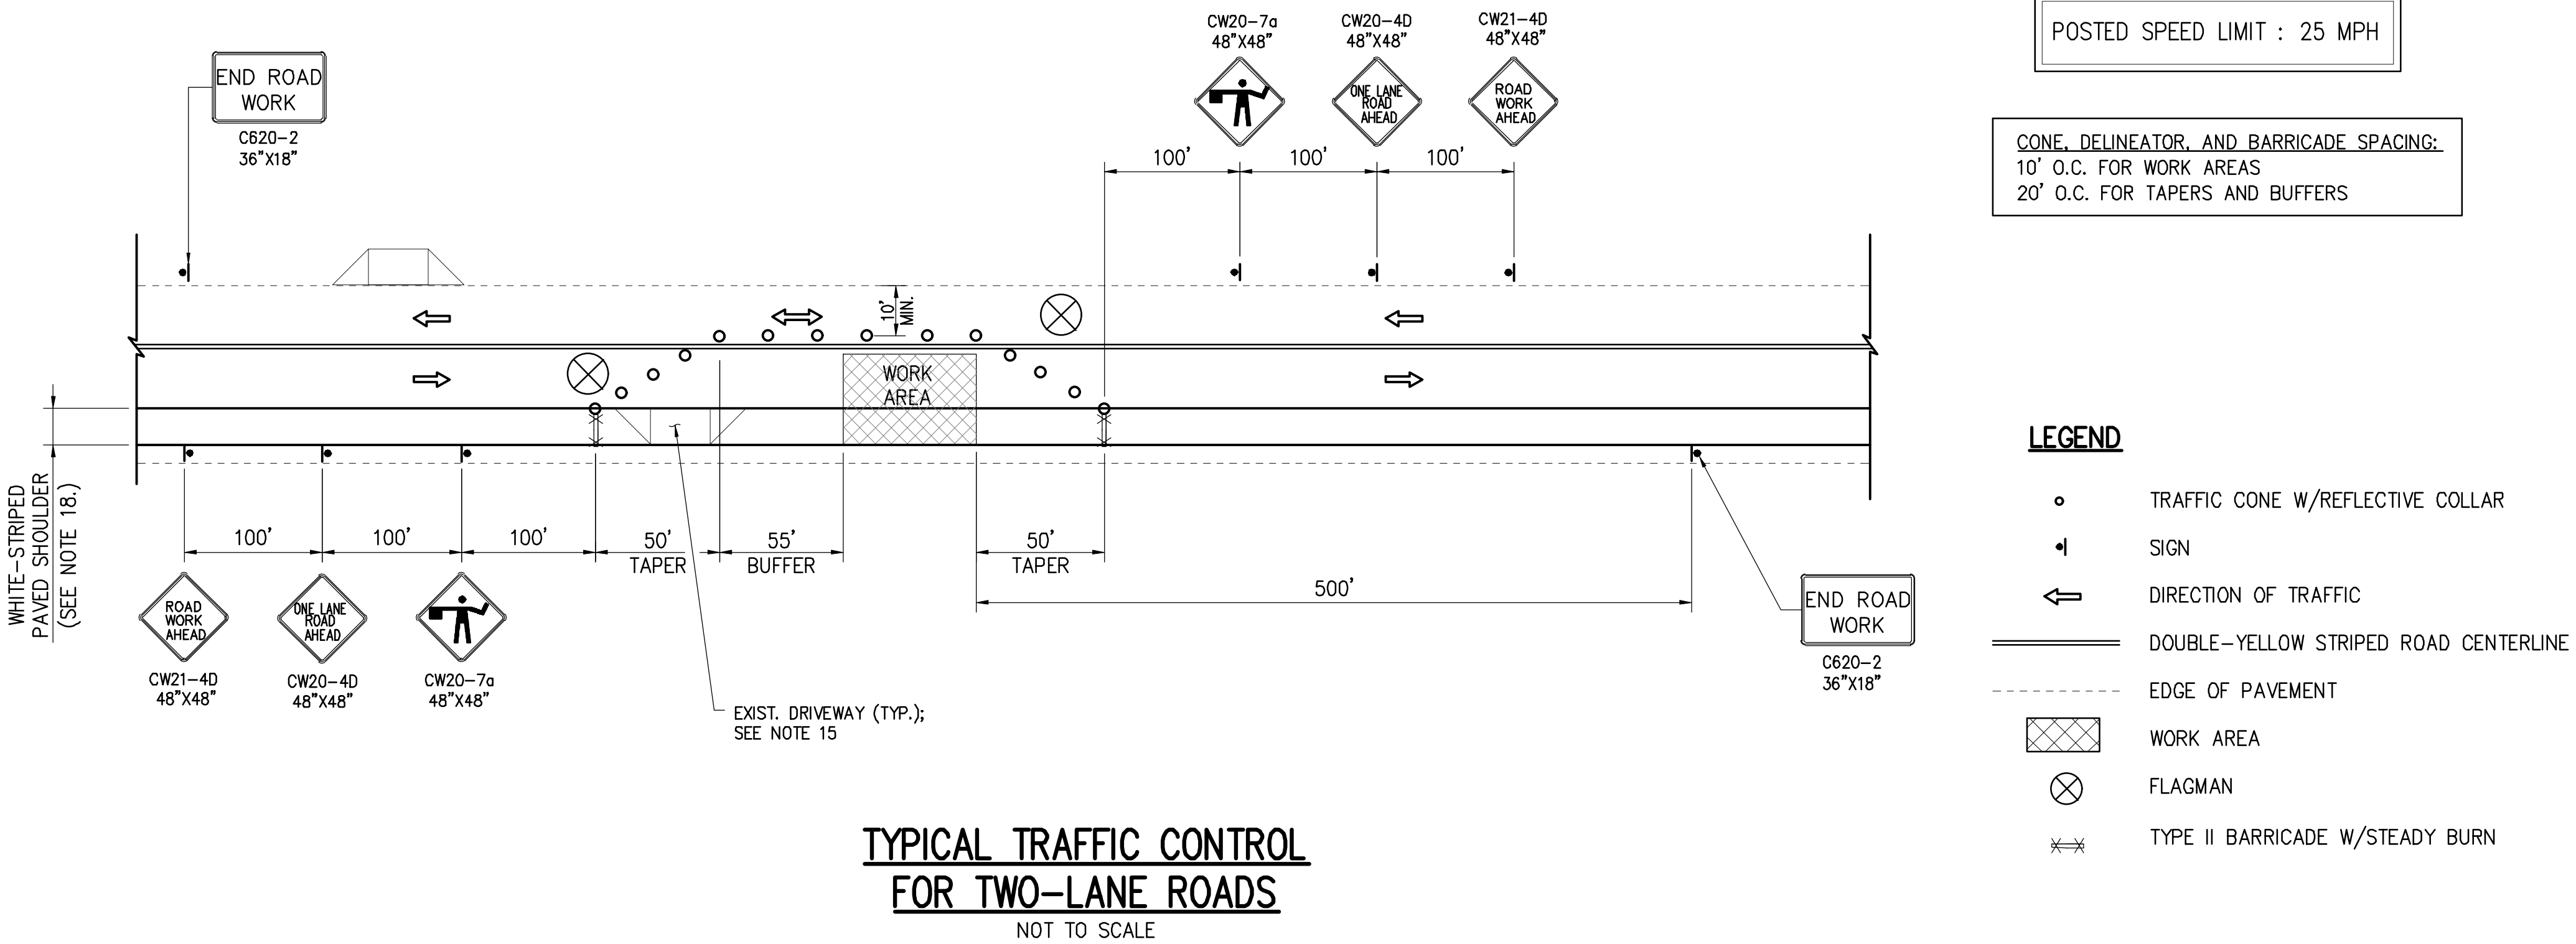 CW20-7a
48"X48"
CW20-4D
48"X48"
CW21-4D
48"X48"
POSTED SPEED LIMIT : 25 MPH
END ROAD
WORK
C620-2
36"X18"
ONE LANE
ROAD
AHEAD
ROAD
WORK
AHEAD
CONE, DELINEATOR, AND BARRICADE SPACING:
10' O.C. FOR WORK AREAS
20' O.C. FOR TAPERS AND BUFFERS
100'
100'
100'
10'
MIN.
WORK
AREA
WHITE-STRIPED
PAVED SHOULDER
(SEE NOTE 18.)
100'
100'
100'
50'
TAPER
55'
BUFFER
50'
TAPER
500'
ROAD
WORK
AHEAD
ONE LANE
ROAD
AHEAD
CW21-4D
48"X48"
CW20-4D
48"X48"
CW20-7a
48"X48"
EXIST. DRIVEWAY (TYP.);
SEE NOTE 15
END ROAD
WORK
C620-2
36"X18"
LEGEND
TRAFFIC CONE W/REFLECTIVE COLLAR
SIGN
DIRECTION OF TRAFFIC
DOUBLE-YELLOW STRIPED ROAD CENTERLINE
EDGE OF PAVEMENT
WORK AREA
FLAGMAN
TYPE II BARRICADE W/STEADY BURN
TYPICAL TRAFFIC CONTROL
FOR TWO-LANE ROADS
NOT TO SCALE